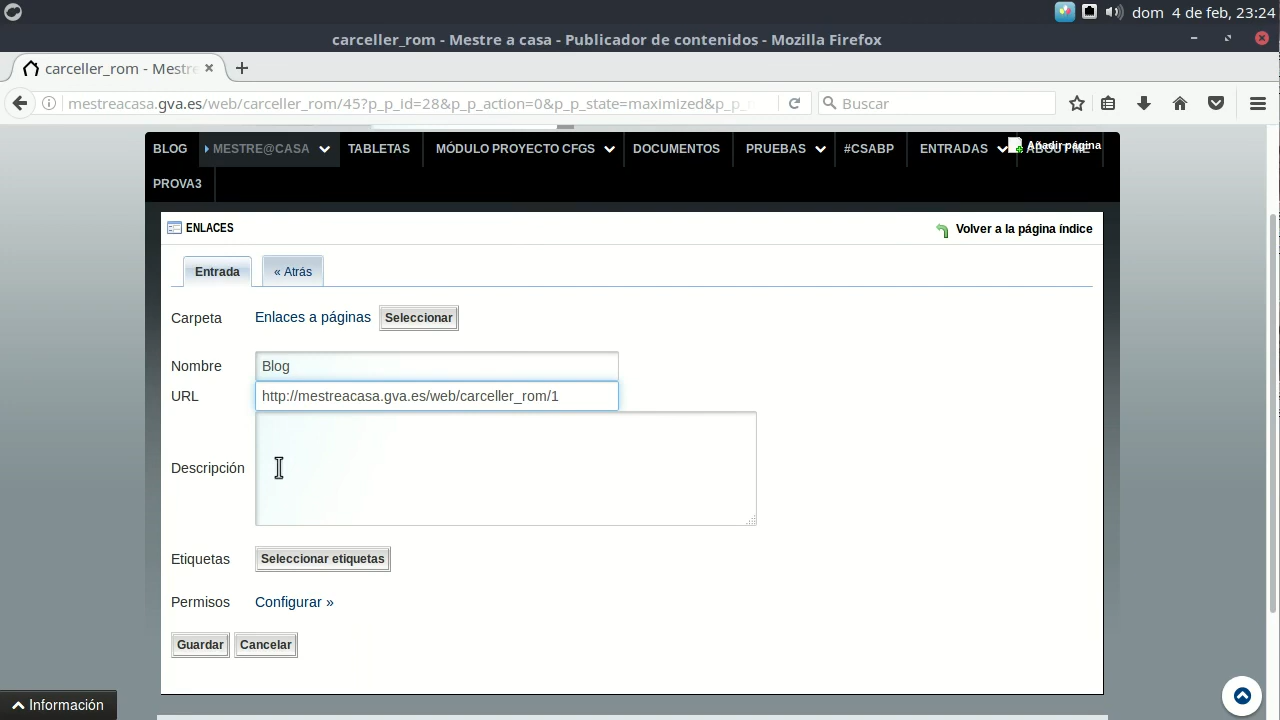 dom 4 de feb, 23:24
carceller_rom - Mestre a casa - Publicador de contenidos - Mozilla Firefox
carceller_rom - Mestre
mestreacasa.gva.es/web/carceller_rom/45?p_p_id=28&p_p_action=0&p_p_state=maximized&p_p_
Buscar
BLOG MESTRE@CASA TABLETAS MÓDULO PROYECTO CFGS DOCUMENTOS PRUEBAS #CSABP ENTRADAS ABOUT ME
Añadir página
PROVA3
ENLACES
Volver a la página índice
Entrada « Atrás
Carpeta Enlaces a páginas Seleccionar
Nombre Blog
URL http://mestreacasa.gva.es/web/carceller_rom/1
Descripción
Etiquetas Seleccionar etiquetas
Permisos Configurar »
Guardar Cancelar
Información